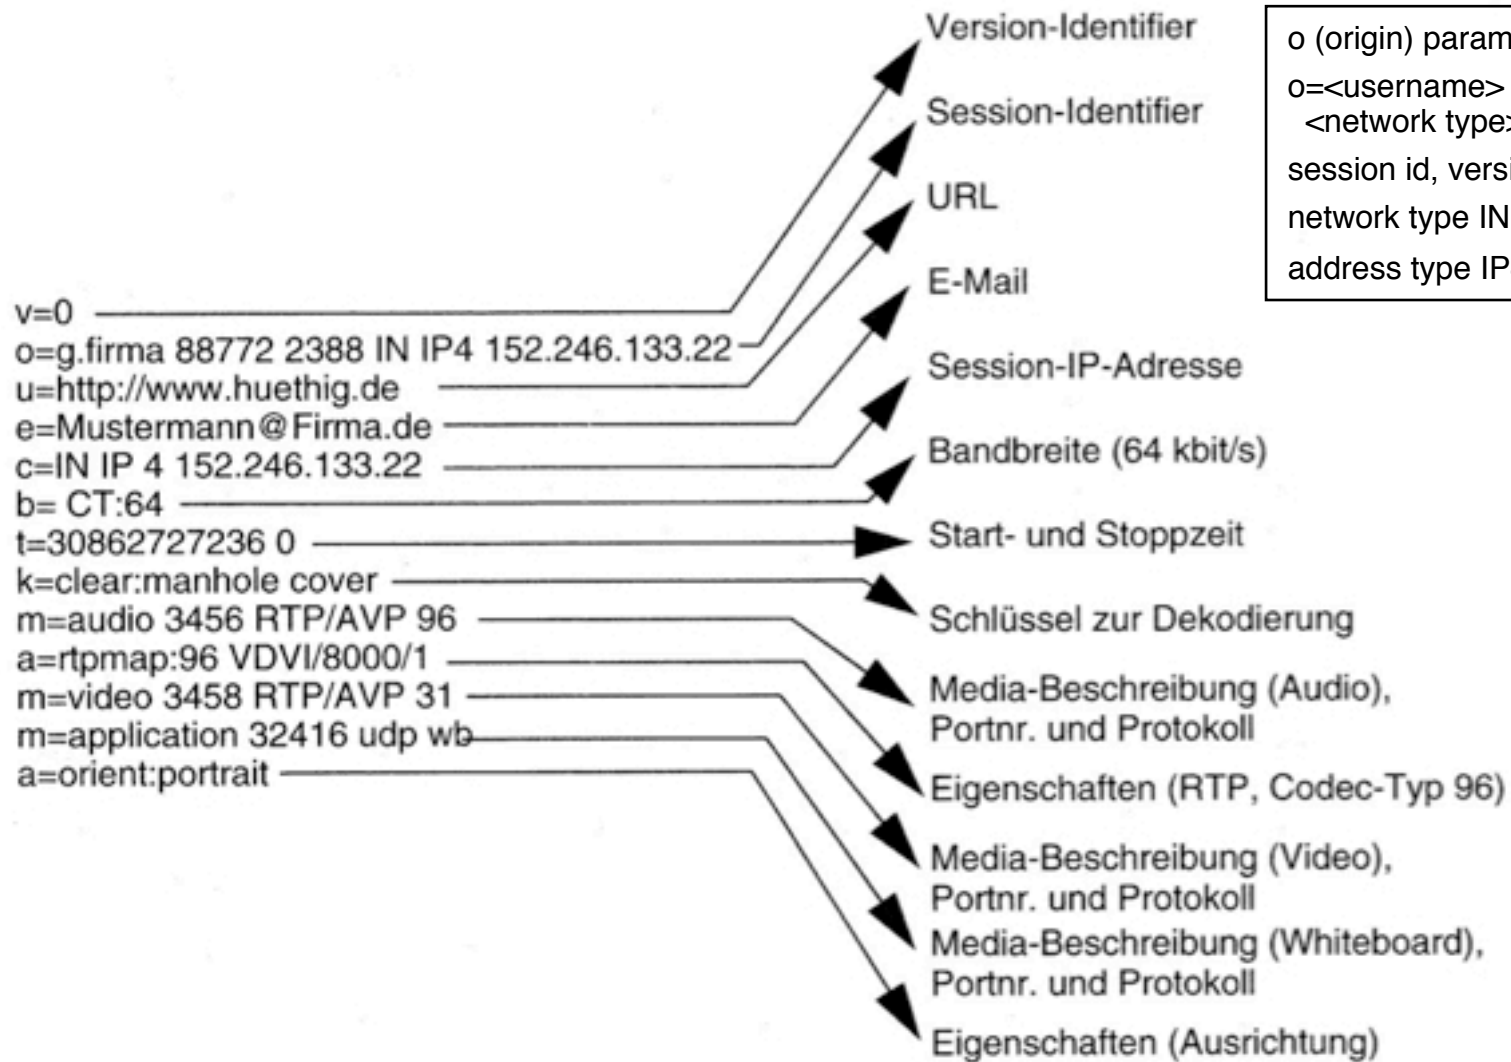 v=0
o=g.firma 88772 2388 IN IP4 152.246.133.22
u=http://www.huethig.de
e=Mustermann@Firma.de
c=IN IP 4 152.246.133.22
b= CT:64
t=30862727236 0
k=clear:manhole cover
m=audio 3456 RTP/AVP 96
a=rtpmap:96 VDVI/8000/1
m=video 3458 RTP/AVP 31
m=application 32416 udp wb
a=orient:portrait
Version-Identifier
Session-Identifier
URL
E-Mail
Session-IP-Adresse
Bandbreite (64 kbit/s)
Start- und Stoppzeit
Schlüssel zur Dekodierung
Media-Beschreibung (Audio),
Portnr. und Protokoll
Eigenschaften (RTP, Codec-Typ 96)
Media-Beschreibung (Video),
Portnr. und Protokoll
Media-Beschreibung (Whiteboard),
Portnr. und Protokoll
Eigenschaften (Ausrichtung)
o (origin)
o=<username>
<network type>
session id,
network type IN
address type IP